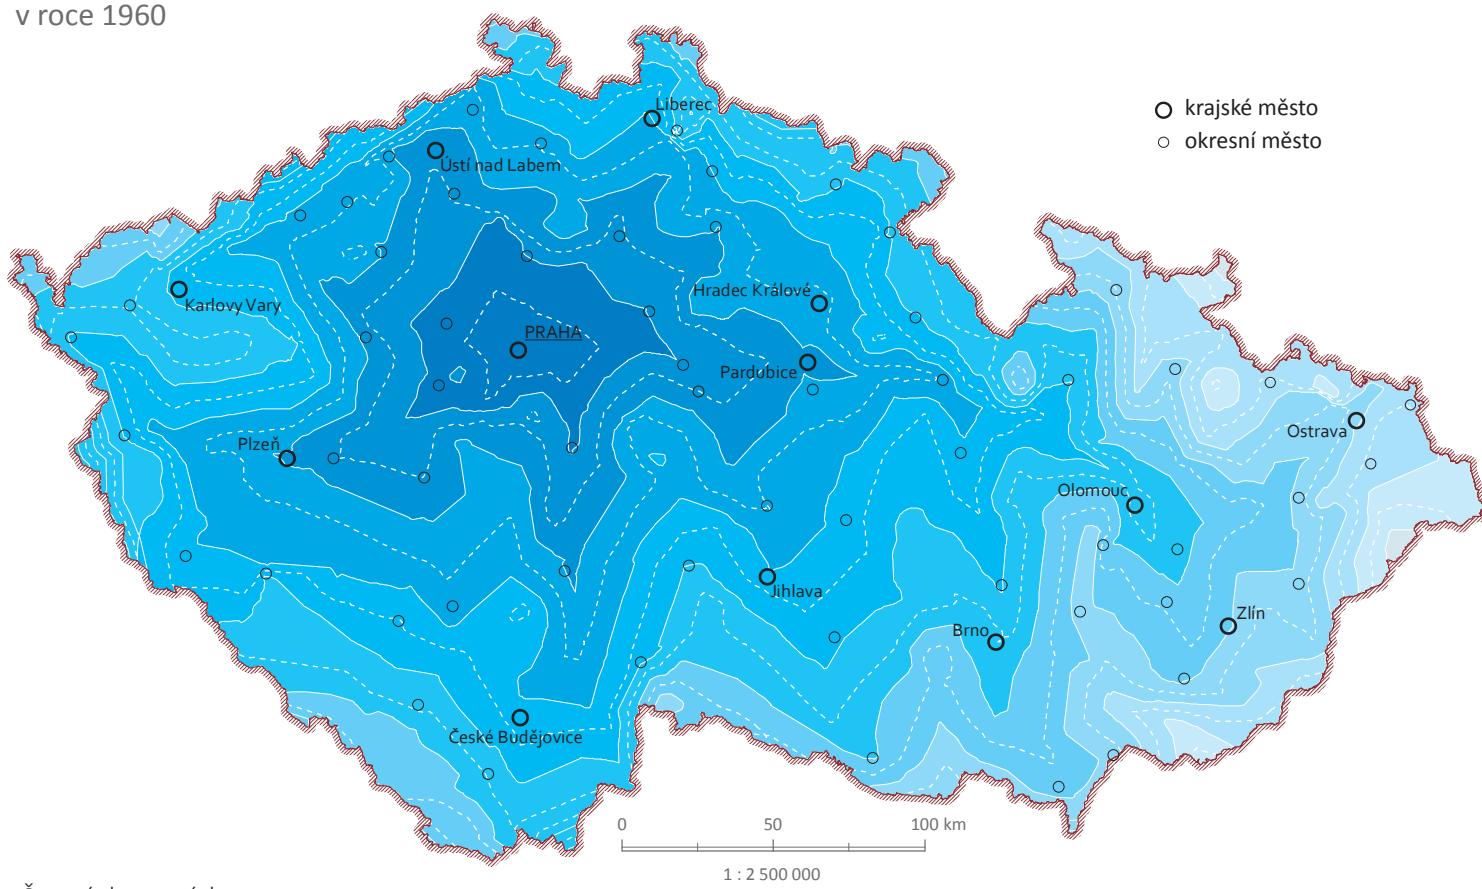 v roce 1960
krajské město
okresní město
Liberec
Ústí nad Labem
Karlovy Vary
Hradec Králové
PRAHA
Pardubice
Plzeň
Ostrava
Olomouc
Jihlava
Brno
Zlín
České Budějovice
0 50 100 km
1 : 2 500 000